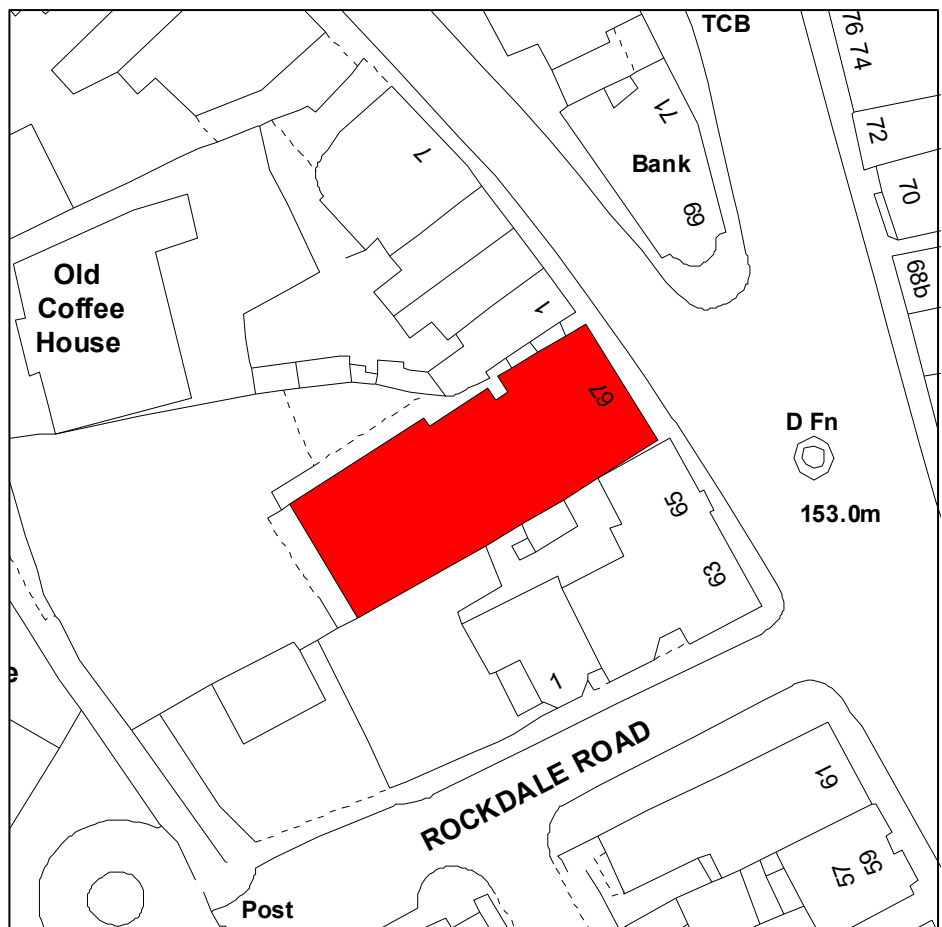 TCB
76 74
72
70
68b
71
Bank
69
7
Old
Coffee
House
1
67
D Fn
153.0m
65
63
1
ROCKDALE ROAD
61
59
57
Post
e